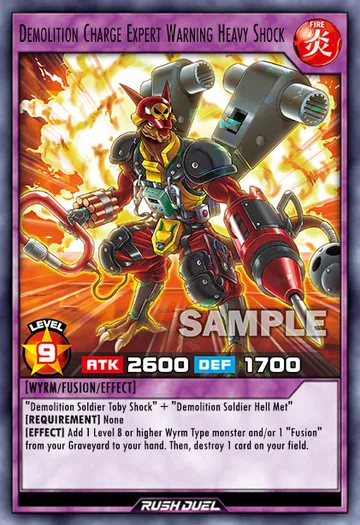 DEMOLITION CHARGE EXPERT WARNING HEAVY SHOCK
FIRE
炎
SAMPLE
LEVEL
9
ATK 2600 DEF 1700
[WYRM/FUSION/EFFECT]
"Demolition Soldier Toby Shock" + "Demolition Soldier Hell Met"
[REQUIREMENT] None
[EFFECT] Add 1 Level 8 or higher Wyrm Type monster and/or 1 "Fusion"
from your Graveyard to your hand. Then, destroy 1 card on your field.
RUSH DUEL